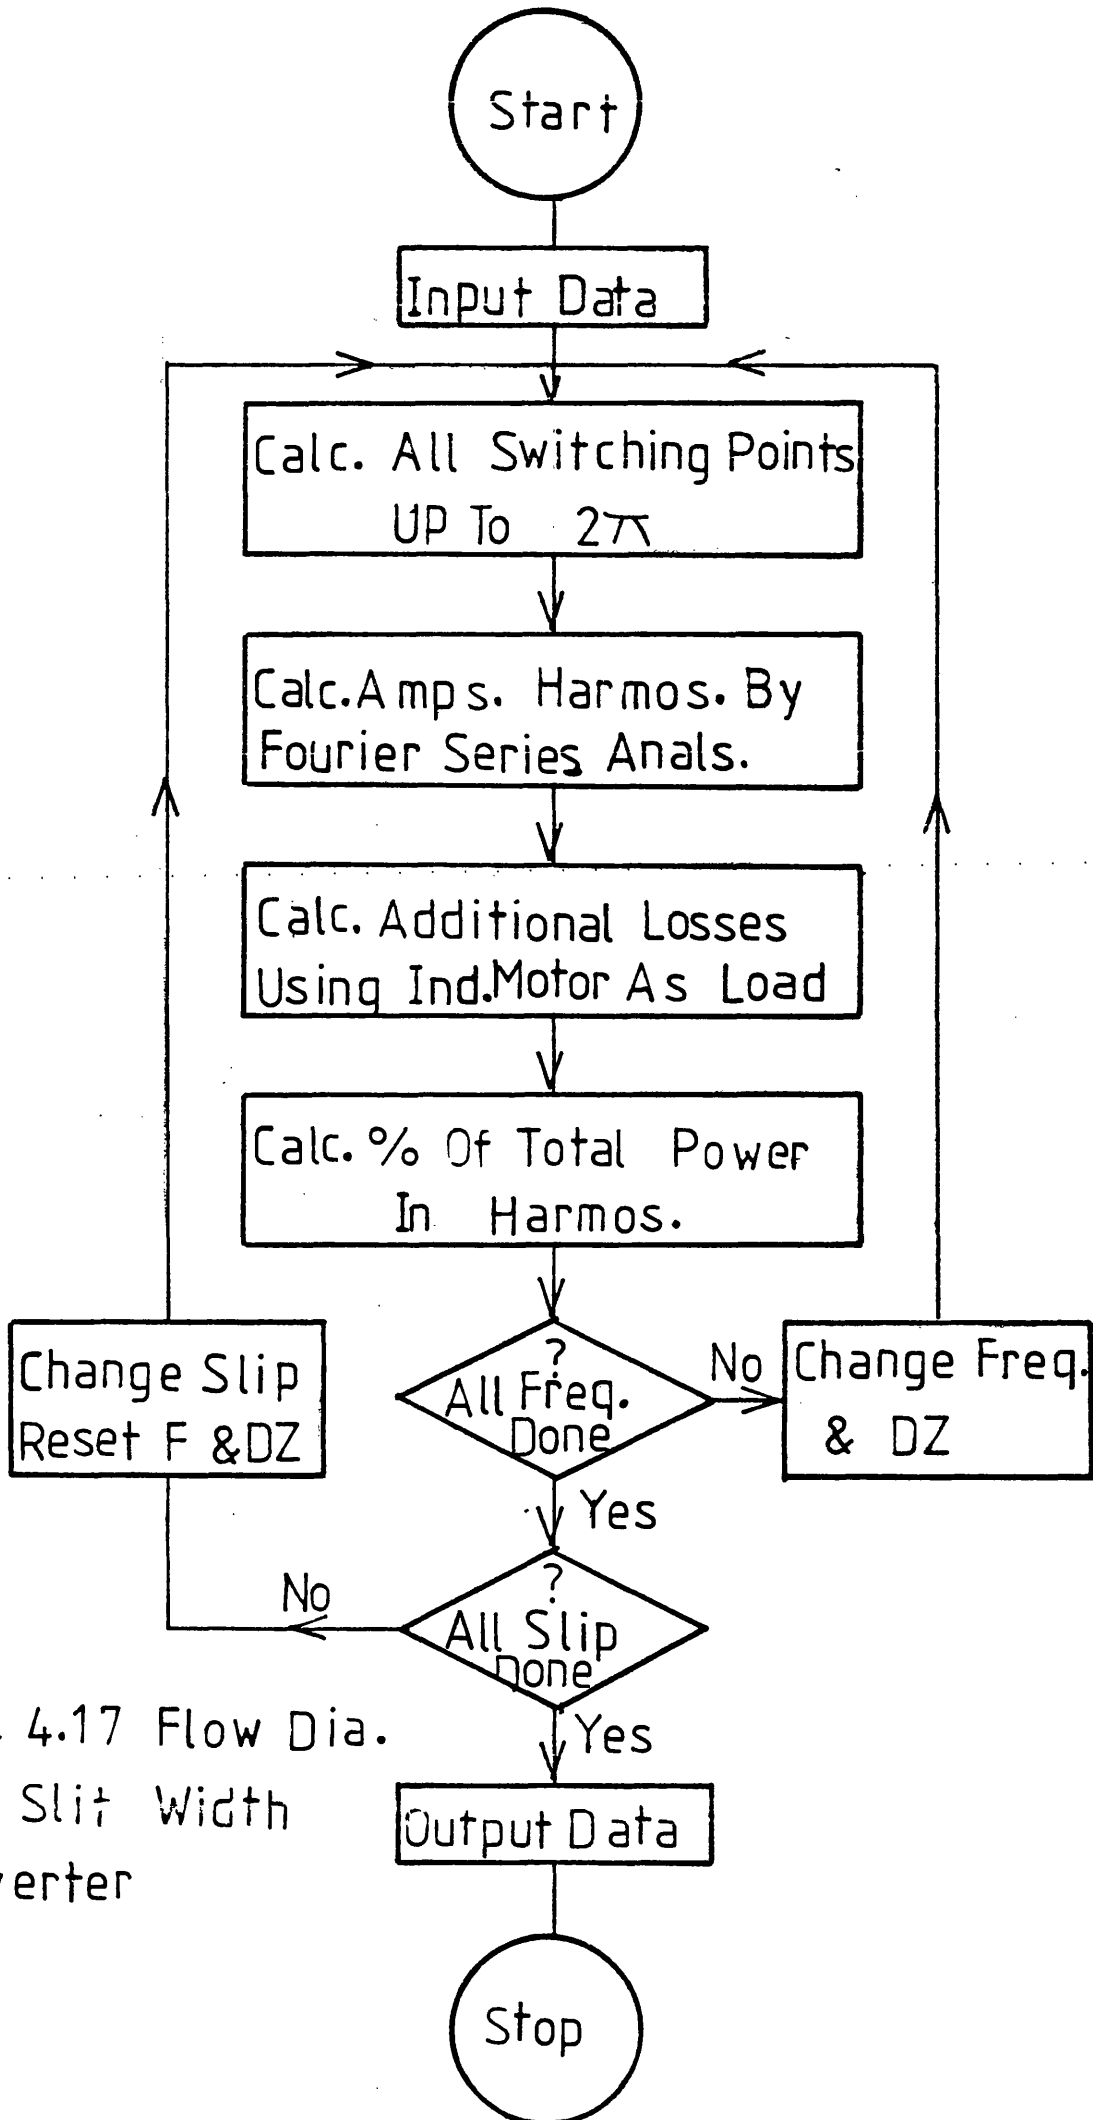 Start
Input Data
Calc. All Switching Points
UP To 2π
Calc. Amps. Harmos. By
Fourier Series Anals.
Calc. Additional Losses
Using Ind. Motor As Load
Calc. % Of Total Power
In Harmos.
Change Slip
Reset F & DZ
?
All Freq.
Done
No
Change Freq.
& DZ
Yes
?
All Slip
Done
No
Yes
4.17 Flow Dia.
Slit Width
verter
Output Data
Stop